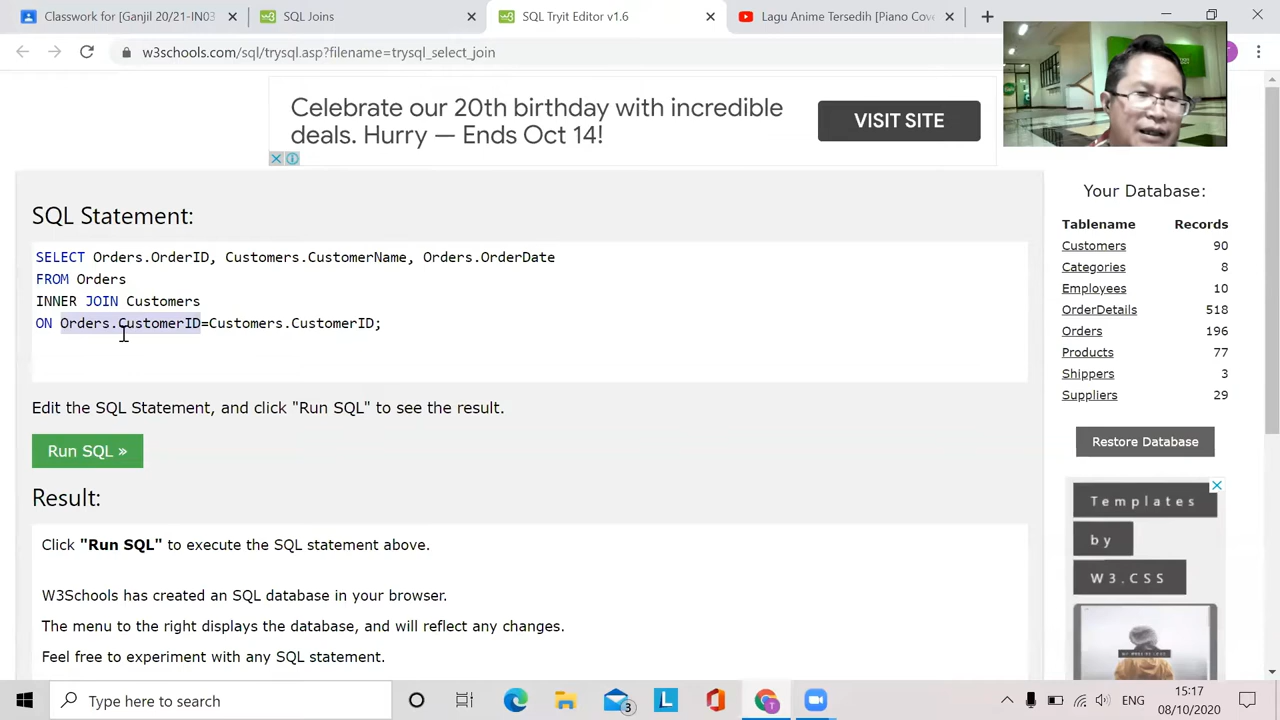 Classwork for [Ganjil 20/21-IN03
SQL Joins
SQL Tryit Editor v1.6
Lagu Anime Tersedih [Piano Cov
w3schools.com/sql/trysql.asp?filename=trysql_select_join
Celebrate our 20th birthday with incredible
deals. Hurry — Ends Oct 14!
VISIT SITE
SQL Statement:
SELECT Orders.OrderID, Customers.CustomerName, Orders.OrderDate
FROM Orders
INNER JOIN Customers
ON Orders.CustomerID=Customers.CustomerID;
Edit the SQL Statement, and click "Run SQL" to see the result.
Run SQL »
Result:
Click "Run SQL" to execute the SQL statement above.
W3Schools has created an SQL database in your browser.
The menu to the right displays the database, and will reflect any changes.
Feel free to experiment with any SQL statement.
Your Database:
Tablename Records
Customers 90
Categories 8
Employees 10
OrderDetails 518
Orders 196
Products 77
Shippers 3
Suppliers 29
Restore Database
Templates
by
W3.CSS
Type here to search
3
L
T
ENG
15:17
08/10/2020